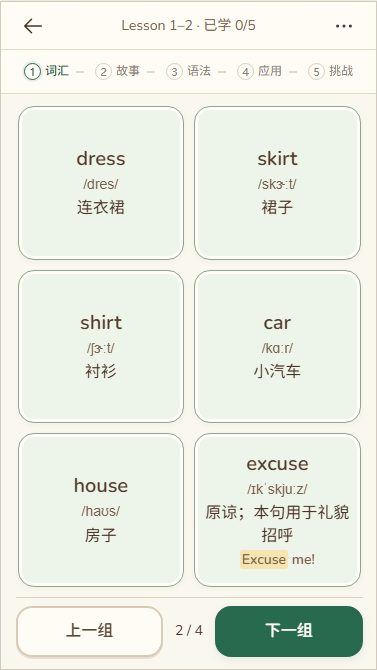 Lesson 1–2 · 已学 0/5
1 词汇 – 2 故事 – 3 语法 – 4 应用 – 5 挑战
dress
/dres/
连衣裙
skirt
/skɝːt/
裙子
shirt
/ʃɝːt/
衬衫
car
/kɑːr/
小汽车
house
/haʊs/
房子
excuse
/ɪkˈskjuːz/
原谅；本句用于礼貌
招呼
Excuse me!
上一组 2 / 4 下一组